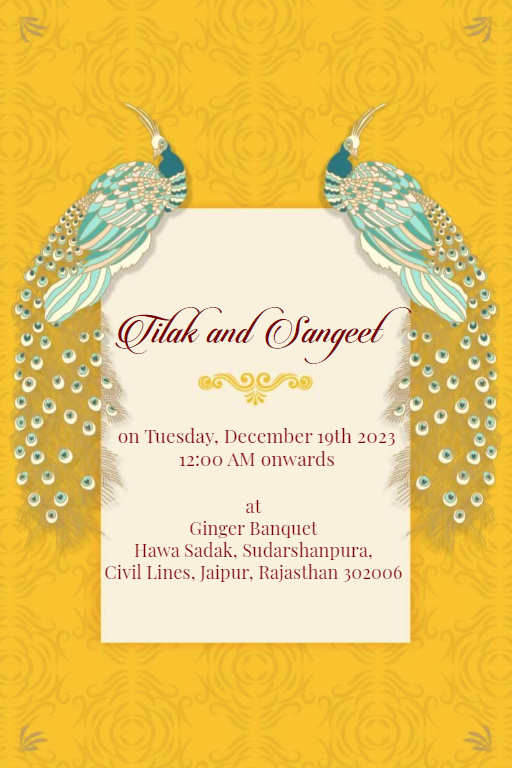 Tilak and Sangeet
on Tuesday, December 19th 2023
12:00 AM onwards
at
Ginger Banquet
Hawa Sadak, Sudarshanpura,
Civil Lines, Jaipur, Rajasthan 302006